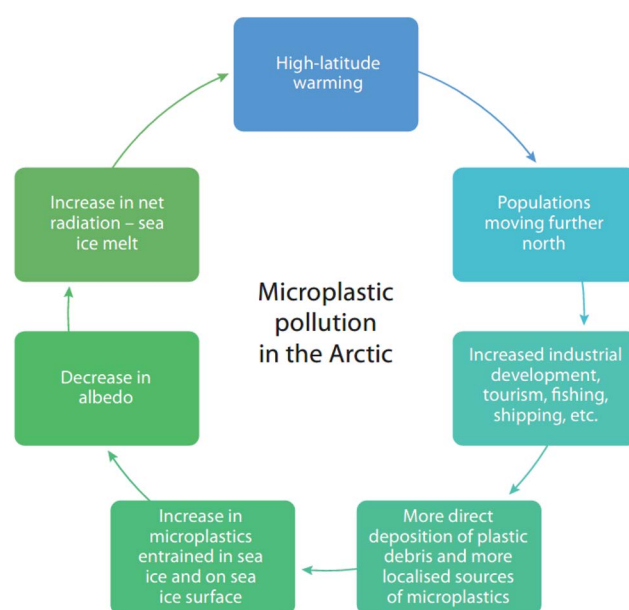 High-latitude
warming
Populations
moving further
north
Increased industrial
development,
tourism, fishing,
shipping, etc.
More direct
deposition of plastic
debris and more
localised sources
of microplastics
Increase in
microplastics
entrained in sea
ice and on sea
ice surface
Decrease in
albedo
Increase in net
radiation – sea
ice melt
Microplastic
pollution
in the Arctic